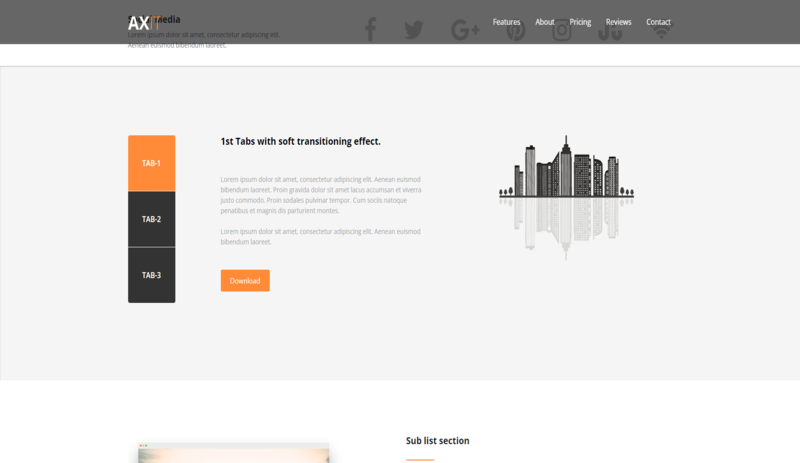 AXIT
Features About Pricing Reviews Contact
Lorem ipsum dolor sit amet, consectetur adipiscing elit.
Aenean euismod bibendum laoreet.
TAB-1
TAB-2
TAB-3
1st Tabs with soft transitioning effect.
Lorem ipsum dolor sit amet, consectetur adipiscing elit. Aenean euismod
bibendum laoreet. Proin gravida dolor sit amet lacus accumsan et viverra
justo commodo. Proin sodales pulvinar tempor. Cum sociis natoque
penatibus et magnis dis parturient montes.
Lorem ipsum dolor sit amet, consectetur adipiscing elit. Aenean euismod
bibendum laoreet.
Download
Sub list section